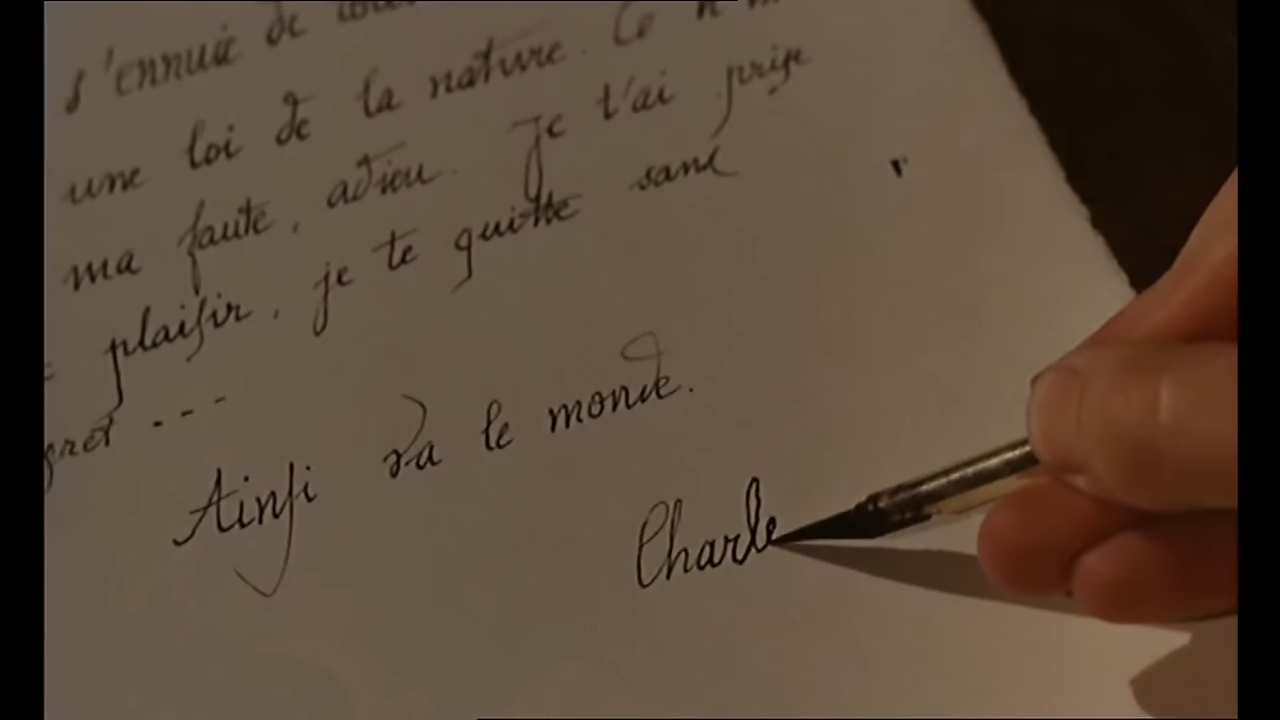 s'ennuie de
une loi de la nature. Ce n'
ma faute, adieu. Je t'ai prise
plaisir, je te quitte sans
gret ---
Ainsi va le monde.
Charle